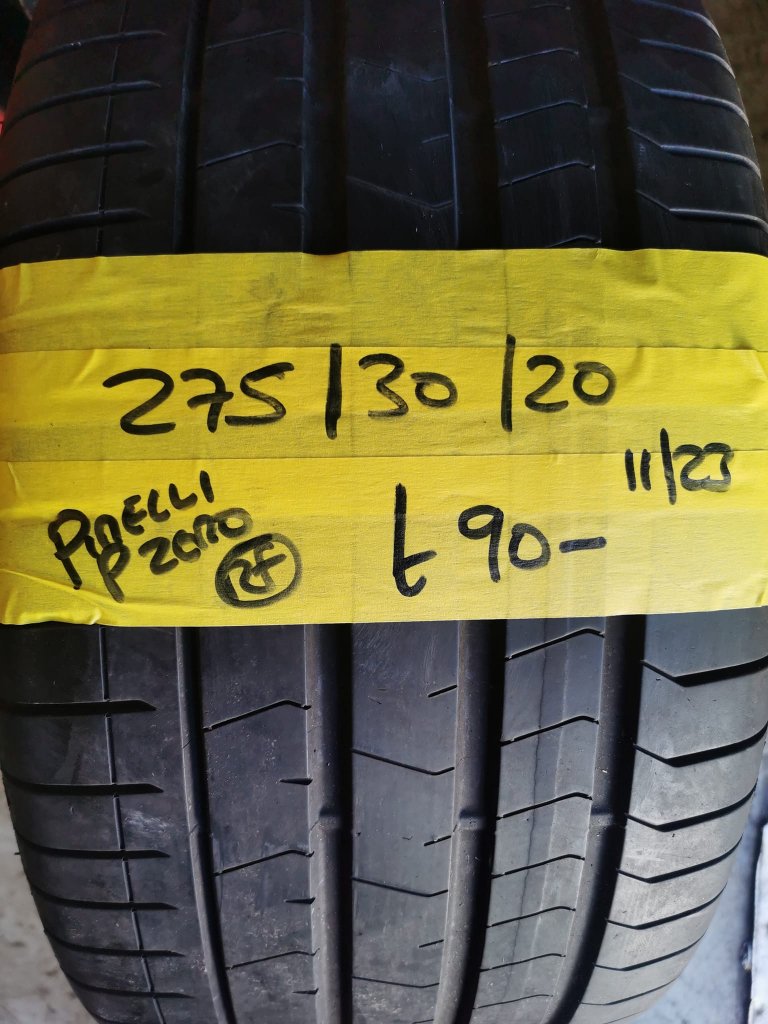 275/30/20
11/23
PIRELLI
P ZERO
RF
£90-